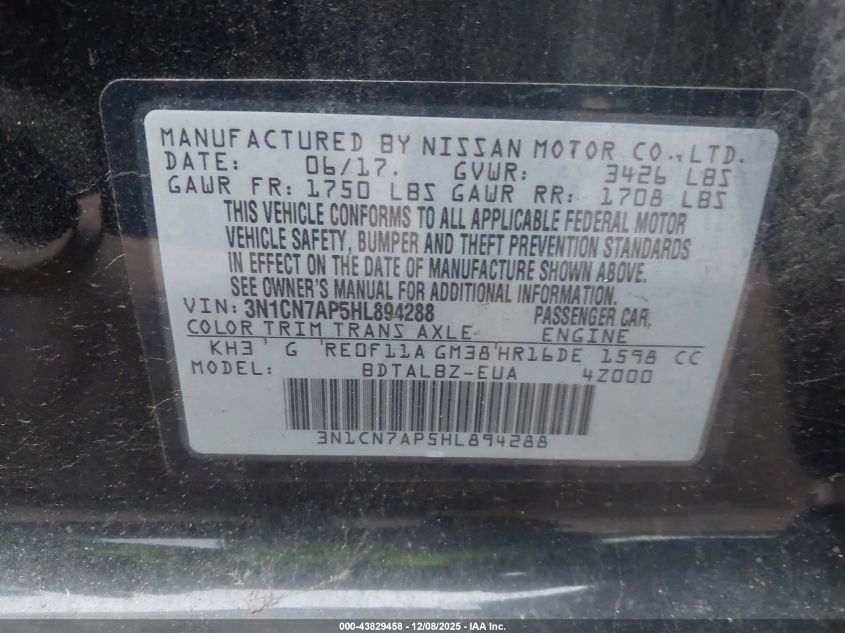 MANUFACTURED BY NISSAN MOTOR CO., LTD.
DATE: 06/17. GVWR: 3426 LBS
GAWR FR: 1750 LBS GAWR RR: 1708 LBS
THIS VEHICLE CONFORMS TO ALL APPLICABLE FEDERAL MOTOR
VEHICLE SAFETY, BUMPER AND THEFT PREVENTION STANDARDS
IN EFFECT ON THE DATE OF MANUFACTURE SHOWN ABOVE.
SEE OWNER'S MANUAL FOR ADDITIONAL INFORMATION.
VIN: 3N1CN7AP5HL894288 PASSENGER CAR,
COLOR TRIM TRANS AXLE ENGINE
KH3 G RE0F11A GM38 HR16DE 1598 CC
MODEL: BDTALBZ-EUA 4Z000
3N1CN7AP5HL894288
000-43829458 - 12/08/2025 - IAA Inc.